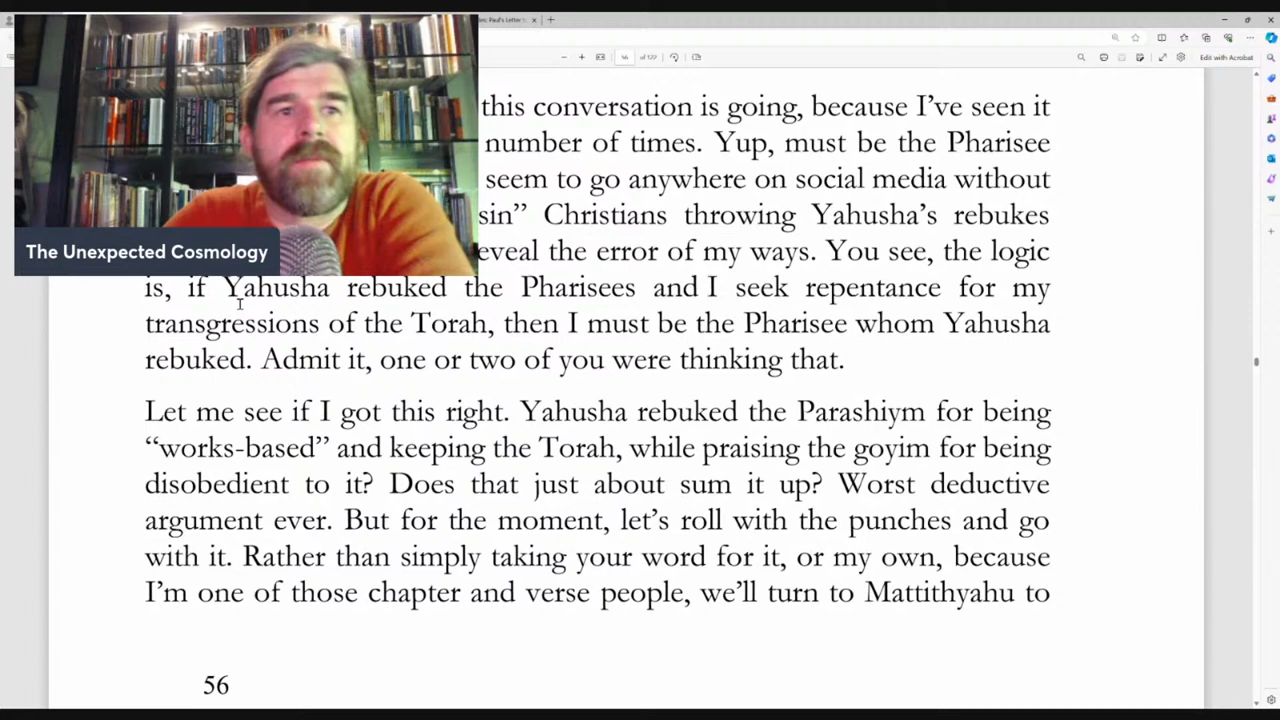 les: Paul's Letter t
of 122
Edit with Acrobat
this conversation is going, because I've seen it
number of times. Yup, must be the Pharisee
seem to go anywhere on social media without
sin” Christians throwing Yahusha's rebukes
eveal the error of my ways. You see, the logic
The Unexpected Cosmology
is, if Yahusha rebuked the Pharisees and I seek repentance for my
transgressions of the Torah, then I must be the Pharisee whom Yahusha
rebuked. Admit it, one or two of you were thinking that.
Let me see if I got this right. Yahusha rebuked the Parashiym for being
“works-based” and keeping the Torah, while praising the goyim for being
disobedient to it? Does that just about sum it up? Worst deductive
argument ever. But for the moment, let's roll with the punches and go
with it. Rather than simply taking your word for it, or my own, because
I'm one of those chapter and verse people, we'll turn to Mattithyahu to
56